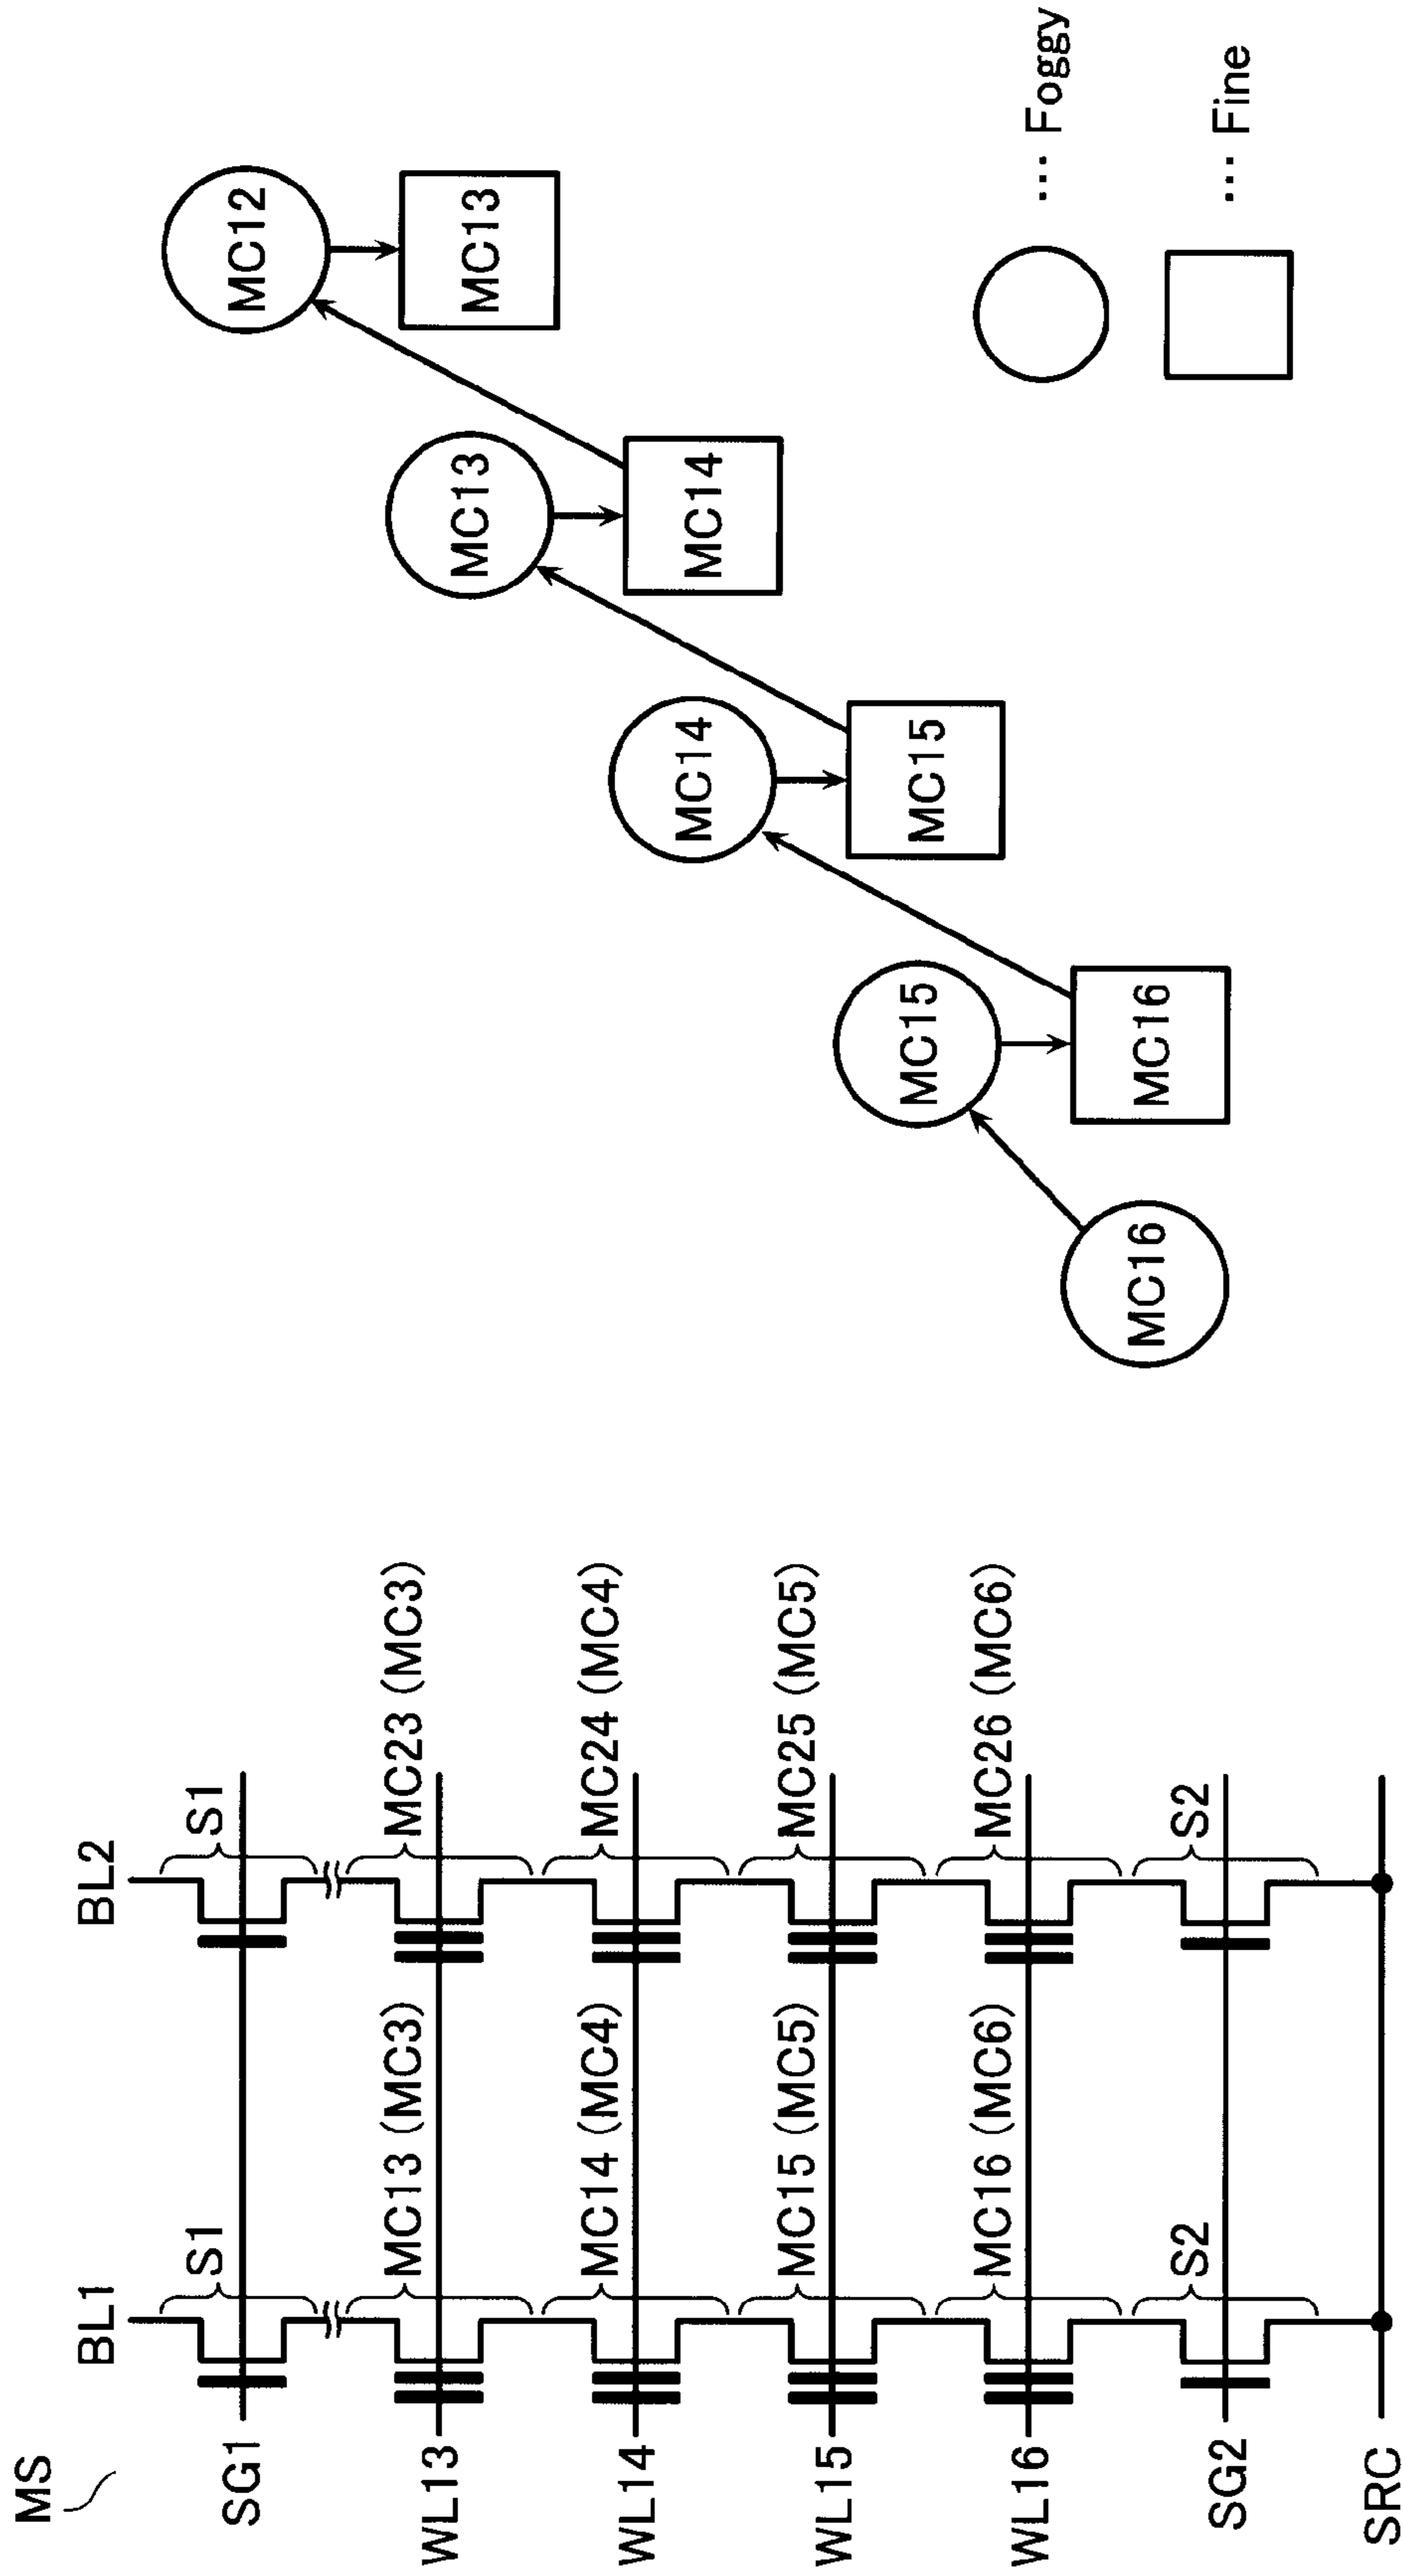 MS
BL1
BL2
SG1
S1
S1
WL13
MC13 (MC3)
MC23 (MC3)
WL14
MC14 (MC4)
MC24 (MC4)
WL15
MC15 (MC5)
MC25 (MC5)
WL16
MC16 (MC6)
MC26 (MC6)
SG2
S2
S2
SRC
MC16
MC15
MC16
MC14
MC15
MC13
MC14
MC12
MC13
··· Foggy
··· Fine